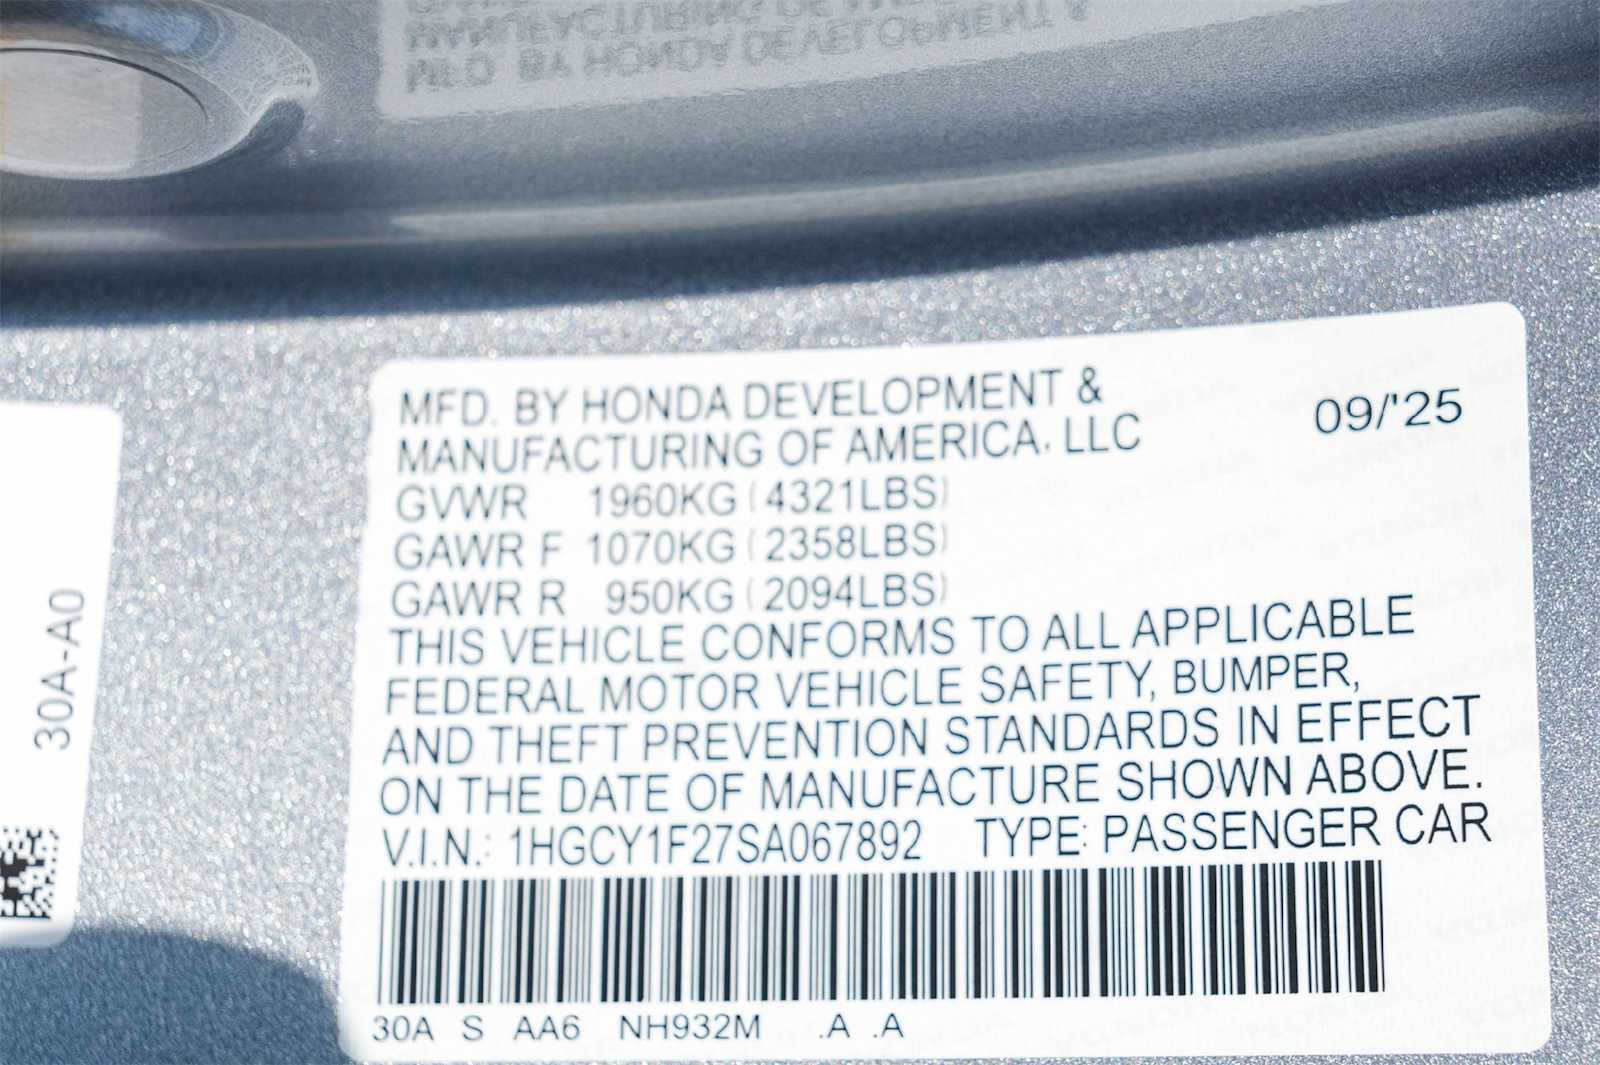 MFD. BY HONDA DEVELOPMENT &
MANUFACTURING OF AMERICA, LLC
09/'25
GVWR 1960KG (4321LBS)
GAWR F 1070KG (2358LBS)
GAWR R 950KG (2094LBS)
THIS VEHICLE CONFORMS TO ALL APPLICABLE
FEDERAL MOTOR VEHICLE SAFETY, BUMPER,
AND THEFT PREVENTION STANDARDS IN EFFECT
ON THE DATE OF MANUFACTURE SHOWN ABOVE.
V.I.N.: 1HGCY1F27SA067892 TYPE: PASSENGER CAR
30A S AA6 NH932M .A .A
30A-A0